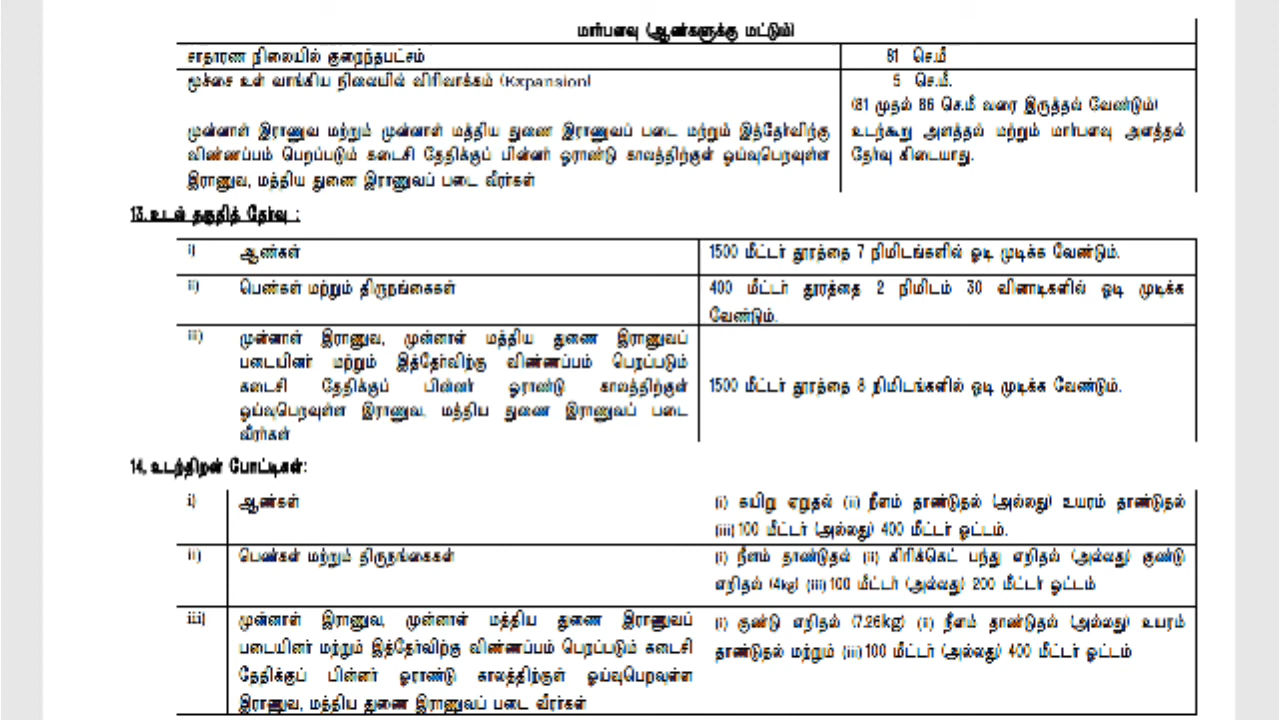 மார்பளவு (ஆண்களுக்கு மட்டும்)
சாதாரண நிலையில் குறைந்தபட்சம் 81 செ.மீ
மூச்சை உள் வாங்கிய நிலையில் விரிவாக்கம் (Expansion) 5 செ.மீ.
(81 முதல் 86 செ.மீ வரை இருத்தல் வேண்டும்)
முன்னாள் இராணுவ மற்றும் முன்னாள் மத்திய துணை இராணுவப் படை மற்றும் இத்தேர்விற்கு உடற்கூறு அளத்தல் மற்றும் மார்பளவு அளத்தல்
விண்ணப்பம் பெறப்படும் கடைசி தேதிக்குப் பின்னர் ஓராண்டு காலத்திற்குள் ஓய்வுபெறவுள்ள தேர்வு கிடையாது.
இராணுவ, மத்திய துணை இராணுவப் படை வீரர்கள்
13. உடல் தகுதித் தேர்வு :
i) ஆண்கள் 1500 மீட்டர் தூரத்தை 7 நிமிடங்களில் ஓடி முடிக்க வேண்டும்.
ii) பெண்கள் மற்றும் திருநங்கைகள் 400 மீட்டர் தூரத்தை 2 நிமிடம் 30 வினாடிகளில் ஓடி முடிக்க
வேண்டும்.
iii) முன்னாள் இராணுவ, முன்னாள் மத்திய துணை இராணுவப்
படையினர் மற்றும் இத்தேர்விற்கு விண்ணப்பம் பெறப்படும்
கடைசி தேதிக்குப் பின்னர் ஓராண்டு காலத்திற்குள் 1500 மீட்டர் தூரத்தை 8 நிமிடங்களில் ஓடி முடிக்க வேண்டும்.
ஓய்வுபெறவுள்ள இராணுவ, மத்திய துணை இராணுவப் படை
வீரர்கள்
14. உடற்திறன் போட்டிகள்:
i) ஆண்கள் (i) கயிறு ஏறுதல் (ii) நீளம் தாண்டுதல் (அல்லது) உயரம் தாண்டுதல்
(iii) 100 மீட்டர் (அல்லது) 400 மீட்டர் ஓட்டம்.
ii) பெண்கள் மற்றும் திருநங்கைகள் (i) நீளம் தாண்டுதல் (ii) கிரிக்கெட் பந்து எறிதல் (அல்லது) குண்டு
எறிதல் (4kg) (iii) 100 மீட்டர் (அல்லது) 200 மீட்டர் ஓட்டம்
iii) முன்னாள் இராணுவ, முன்னாள் மத்திய துணை இராணுவப் (i) குண்டு எறிதல் (7.26kg) (ii) நீளம் தாண்டுதல் (அல்லது) உயரம்
படையினர் மற்றும் இத்தேர்விற்கு விண்ணப்பம் பெறப்படும் கடைசி தாண்டுதல் மற்றும் (iii) 100 மீட்டர் (அல்லது) 400 மீட்டர் ஓட்டம்
தேதிக்குப் பின்னர் ஓராண்டு காலத்திற்குள் ஓய்வுபெறவுள்ள
இராணுவ, மத்திய துணை இராணுவப் படை வீரர்கள்